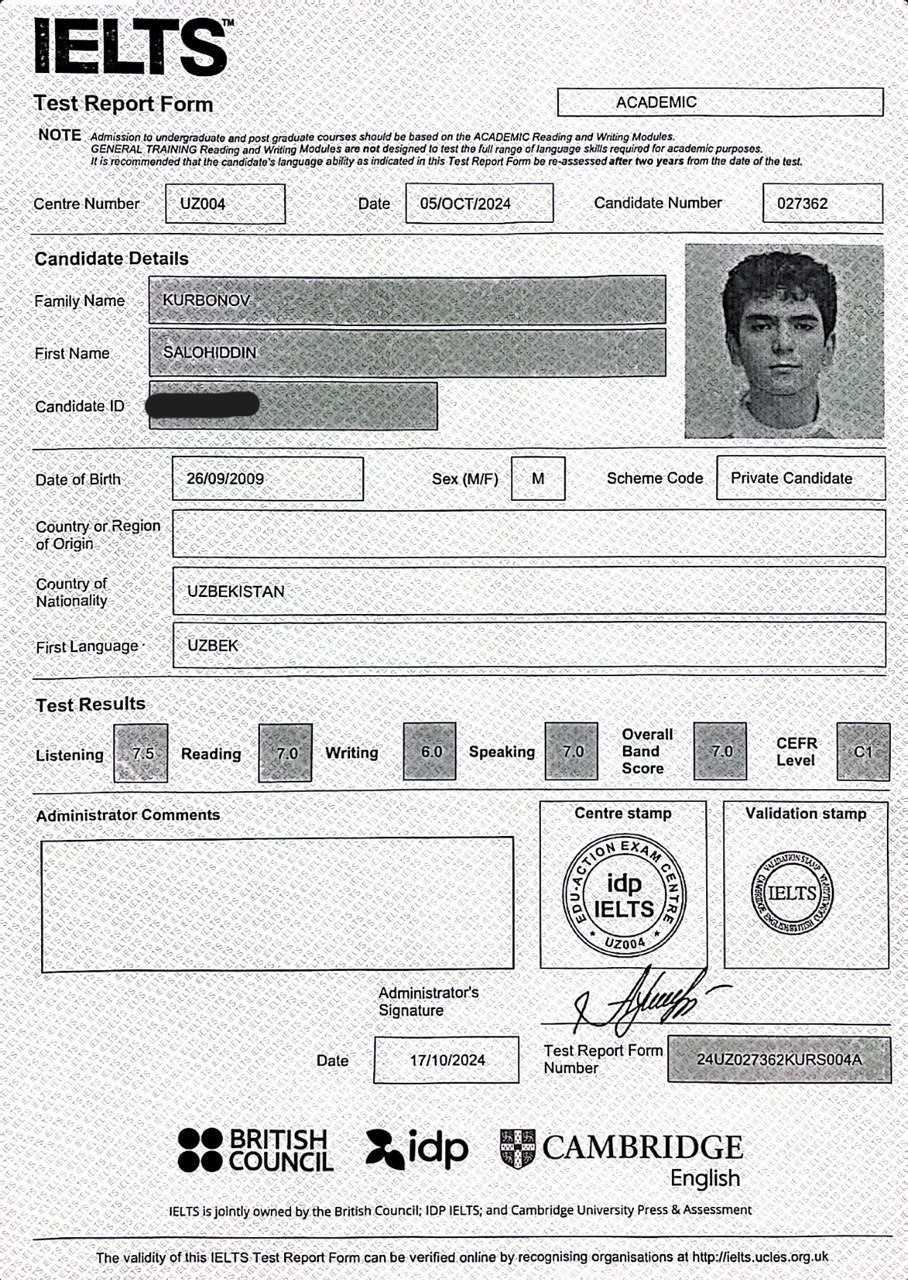 IELTS™
Test Report Form
ACADEMIC
NOTE Admission to undergraduate and post graduate courses should be based on the ACADEMIC Reading and Writing Modules.
GENERAL TRAINING Reading and Writing Modules are not designed to test the full range of language skills required for academic purposes.
It is recommended that the candidate's language ability as indicated in this Test Report Form be re-assessed after two years from the date of the test.
Centre Number UZ004 Date 05/OCT/2024 Candidate Number 027362
Candidate Details
Family Name KURBONOV
First Name SALOHIDDIN
Candidate ID
Date of Birth 26/09/2009 Sex (M/F) M Scheme Code Private Candidate
Country or Region
of Origin
Country of
Nationality
UZBEKISTAN
First Language UZBEK
Test Results
Listening 7.5 Reading 7.0 Writing 6.0 Speaking 7.0
Overall
Band
Score
7.0
CEFR
Level
C1
Administrator Comments
Centre stamp
EDU-ACTION EXAM CENTRE
idp
IELTS
UZ004
Validation stamp
VALIDATION STAMP
IELTS
Administrator's
Signature
Date 17/10/2024
Test Report Form
Number
24UZ027362KURS004A
BRITISH
COUNCIL
idp
CAMBRIDGE
English
IELTS is jointly owned by the British Council; IDP IELTS; and Cambridge University Press & Assessment
The validity of this IELTS Test Report Form can be verified online by recognising organisations at http://ielts.ucles.org.uk